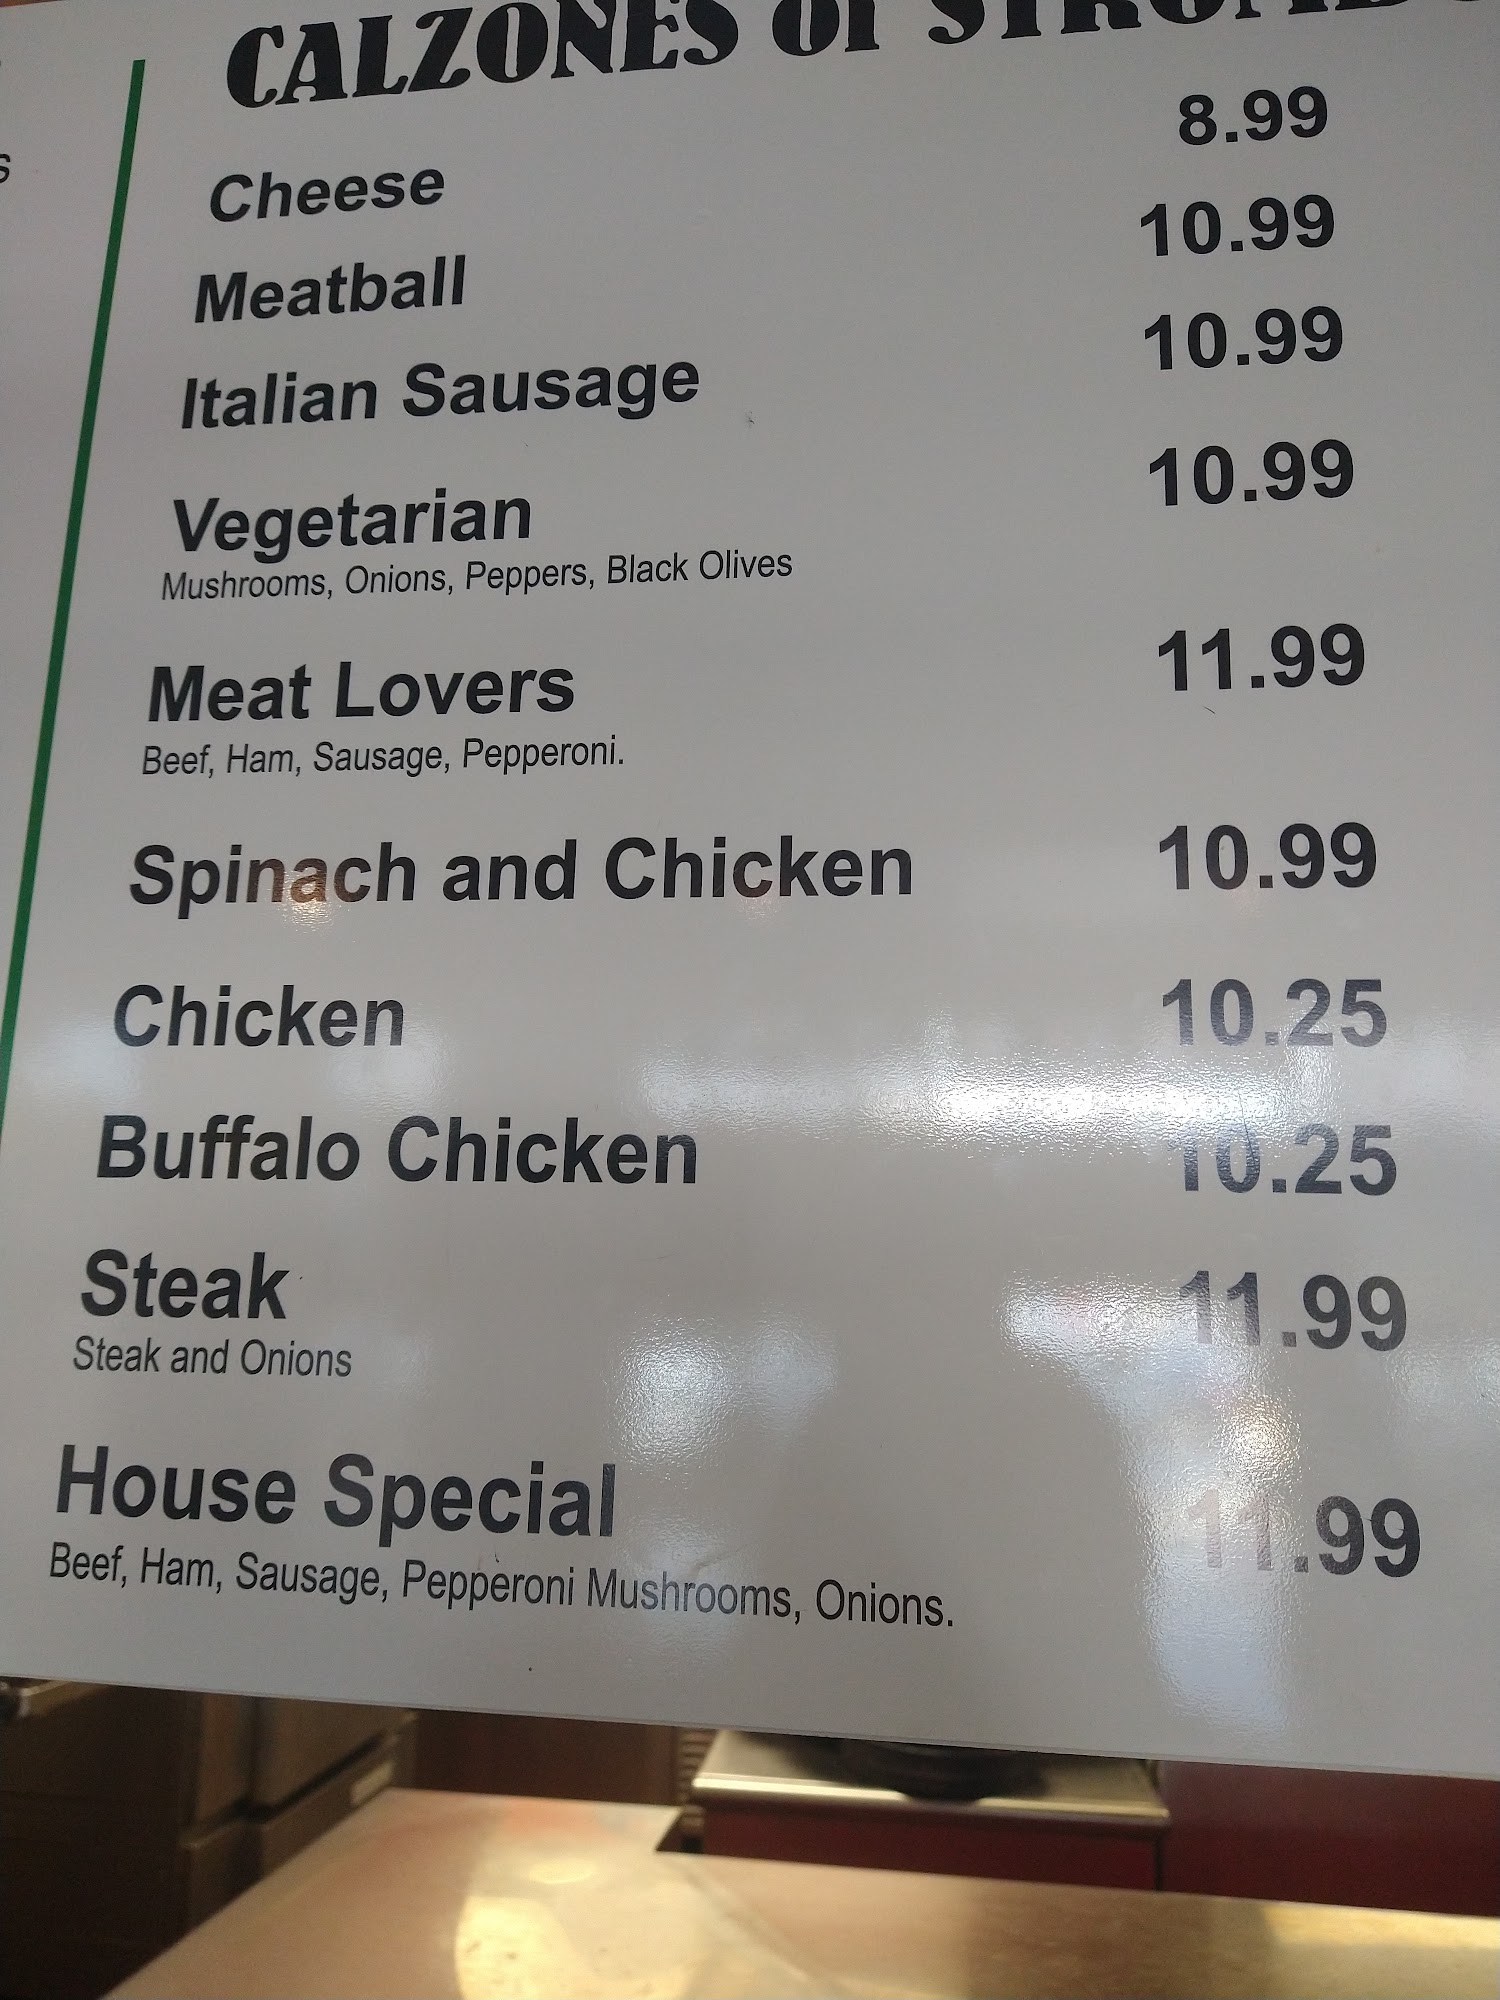 CALZONES or
Cheese 8.99
Meatball 10.99
Italian Sausage 10.99
Vegetarian 10.99
Mushrooms, Onions, Peppers, Black Olives
Meat Lovers 11.99
Beef, Ham, Sausage, Pepperoni.
Spinach and Chicken 10.99
Chicken 10.25
Buffalo Chicken 10.25
Steak 11.99
Steak and Onions
House Special 11.99
Beef, Ham, Sausage, Pepperoni Mushrooms, Onions.